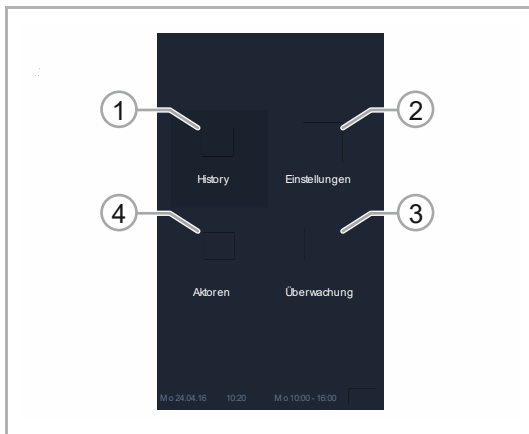 1 2
History Einstellungen
4 3
Aktoren Überwachung
Mo 24.04.16 10:20 Mo 10:00 - 16:00